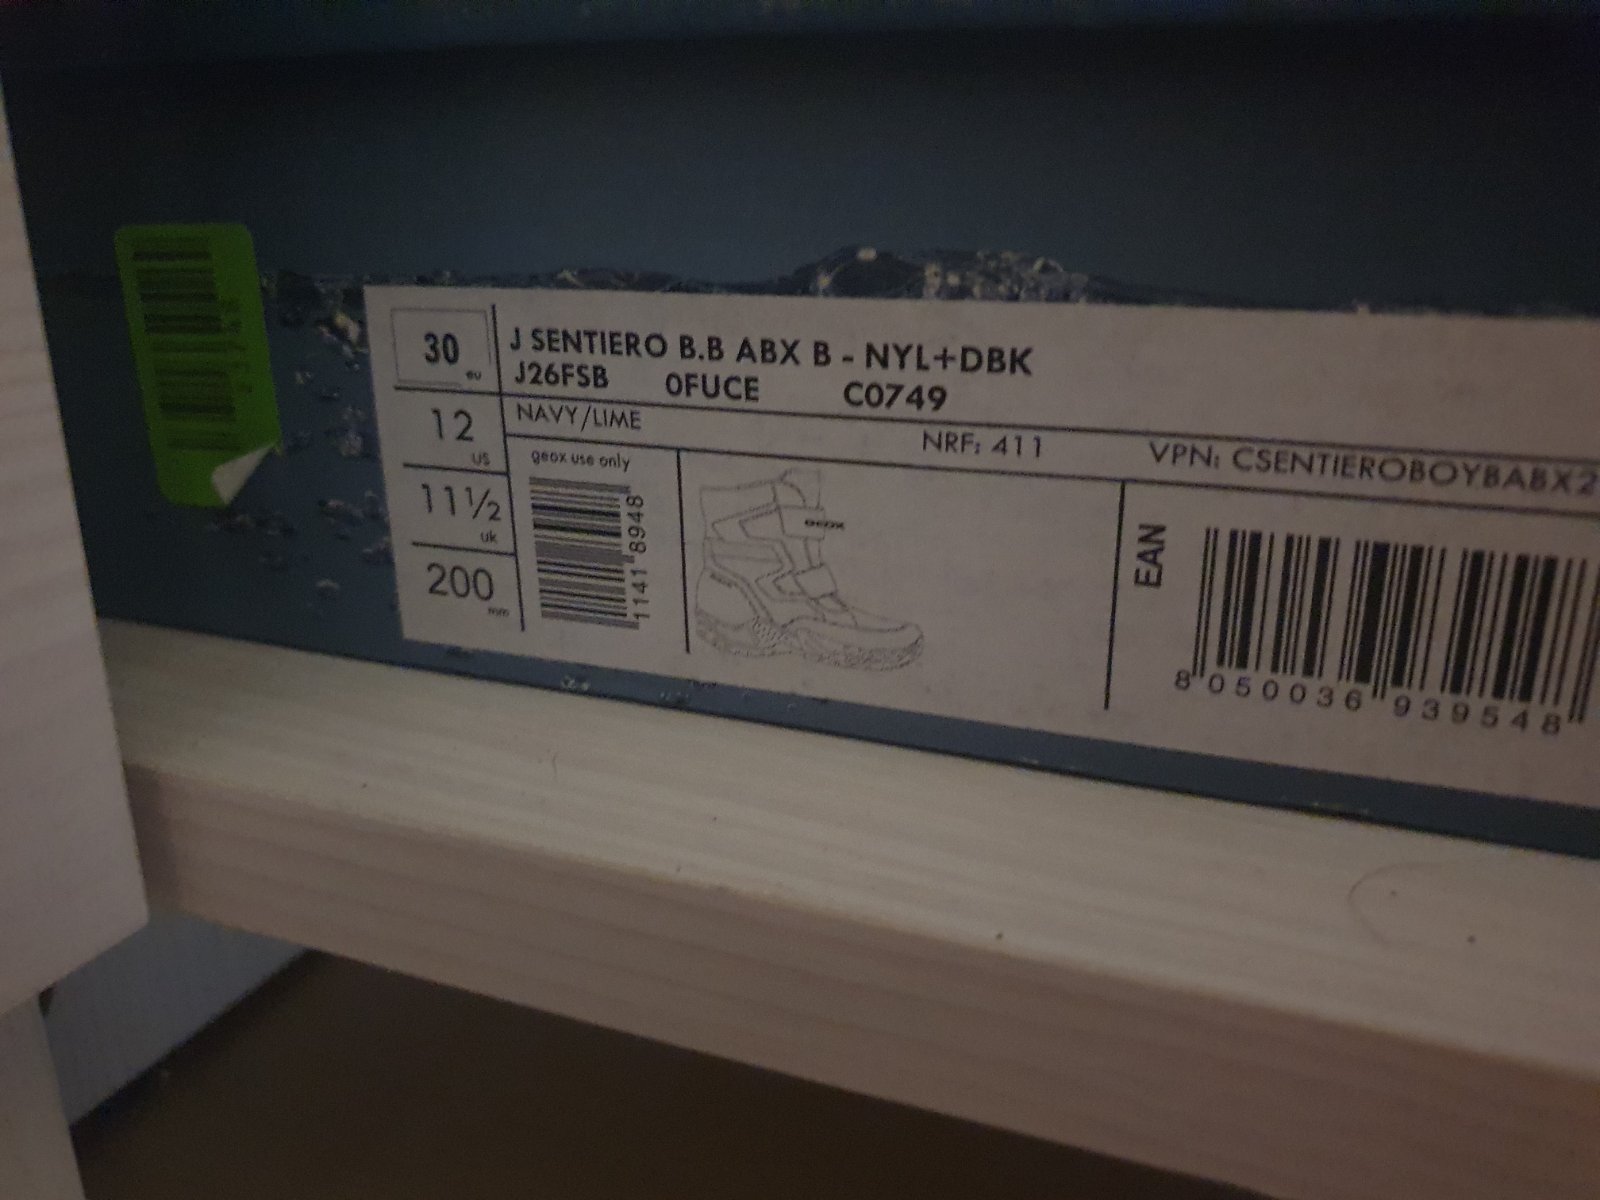 30 eu
J SENTIERO B.B ABX B - NYL+DBK
J26FSB 0FUCE C0749
12 us
NAVY/LIME NRF: 411 VPN: CSENTIEROBOYBABX2
11½ uk
200 mm
geox use only
1141 8948
GEOX
EAN
8 050036 939548